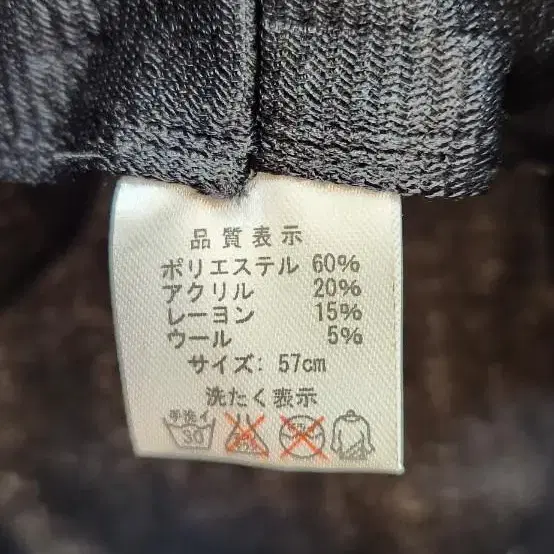 品質表示
ポリエステル 60%
アクリル 20%
レーヨン 15%
ウール 5%
サイズ: 57cm
洗たく表示
手洗イ
30